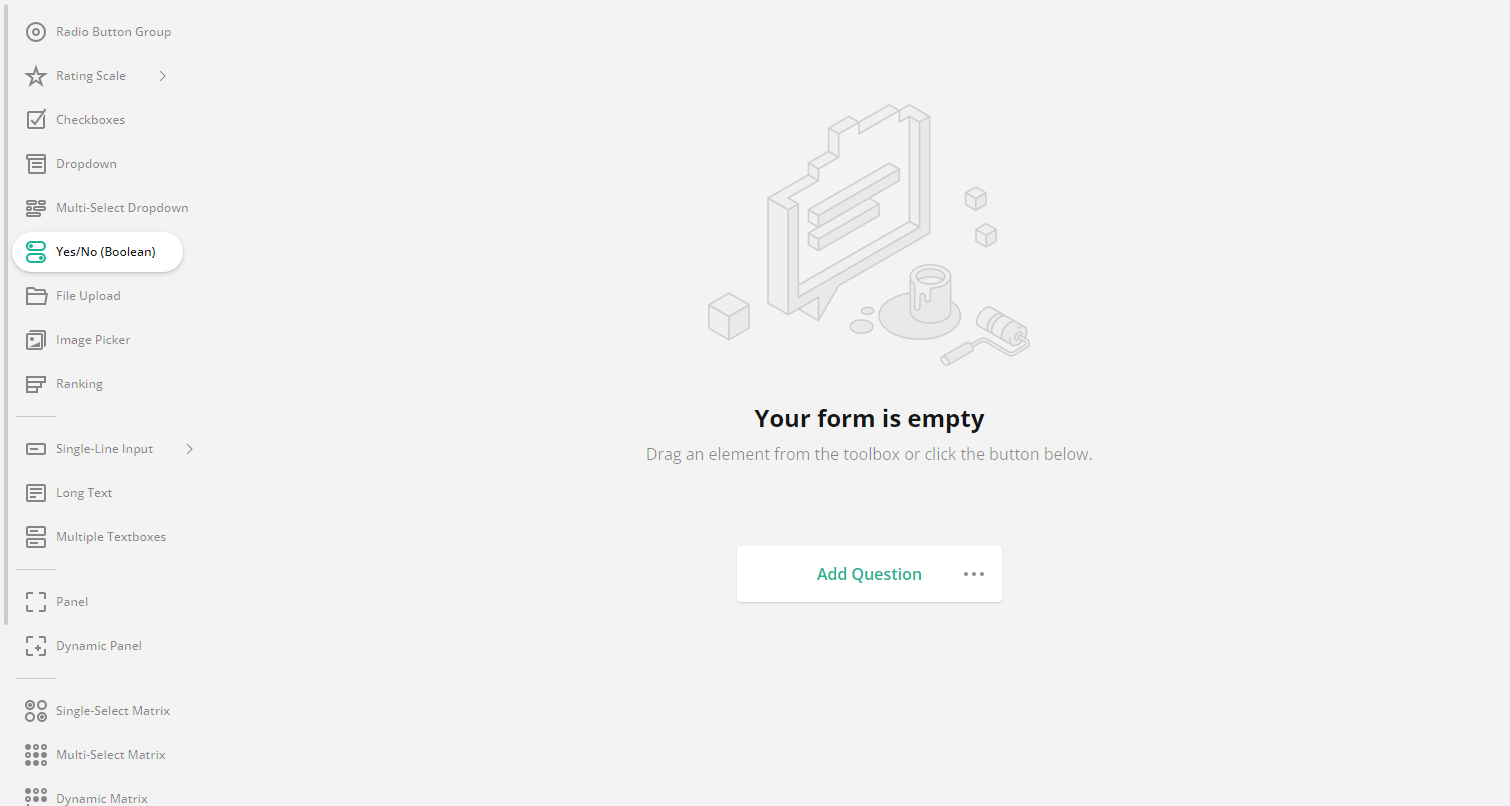 Radio Button Group
Rating Scale
Checkboxes
Dropdown
Multi-Select Dropdown
Yes/No (Boolean)
File Upload
Image Picker
Ranking
Single-Line Input
Long Text
Multiple Textboxes
Panel
Dynamic Panel
Single-Select Matrix
Multi-Select Matrix
Dynamic Matrix
Your form is empty
Drag an element from the toolbox or click the button below.
Add Question